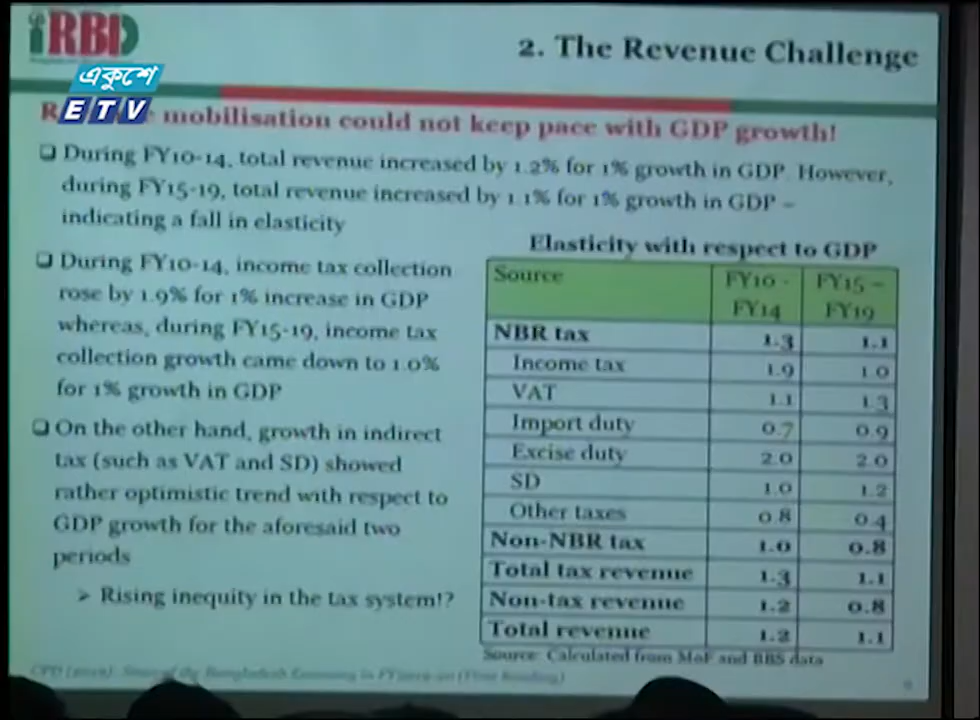 iRBD
2. The Revenue Challenge
একুশে
ETV
mobilisation could not keep pace with GDP growth!
❑ During FY10-14, total revenue increased by 1.2% for 1% growth in GDP. However,
during FY15-19, total revenue increased by 1.1% for 1% growth in GDP –
indicating a fall in elasticity
❑ During FY10-14, income tax collection
rose by 1.9% for 1% increase in GDP
whereas, during FY15-19, income tax
collection growth came down to 1.0%
for 1% growth in GDP
❑ On the other hand, growth in indirect
tax (such as VAT and SD) showed
rather optimistic trend with respect to
GDP growth for the aforesaid two
periods
➢ Rising inequity in the tax system!?
Elasticity with respect to GDP
Source FY10 - FY15 –
FY14 FY19
NBR tax 1.3 1.1
Income tax 1.9 1.0
VAT 1.1 1.3
Import duty 0.7 0.9
Excise duty 2.0 2.0
SD 1.0 1.2
Other taxes 0.8 0.4
Non-NBR tax 1.0 0.8
Total tax revenue 1.3 1.1
Non-tax revenue 1.2 0.8
Total revenue 1.2 1.1
Source: Calculated from MoF and BBS data
CPD of the Bangladesh Economy in (First Reading)